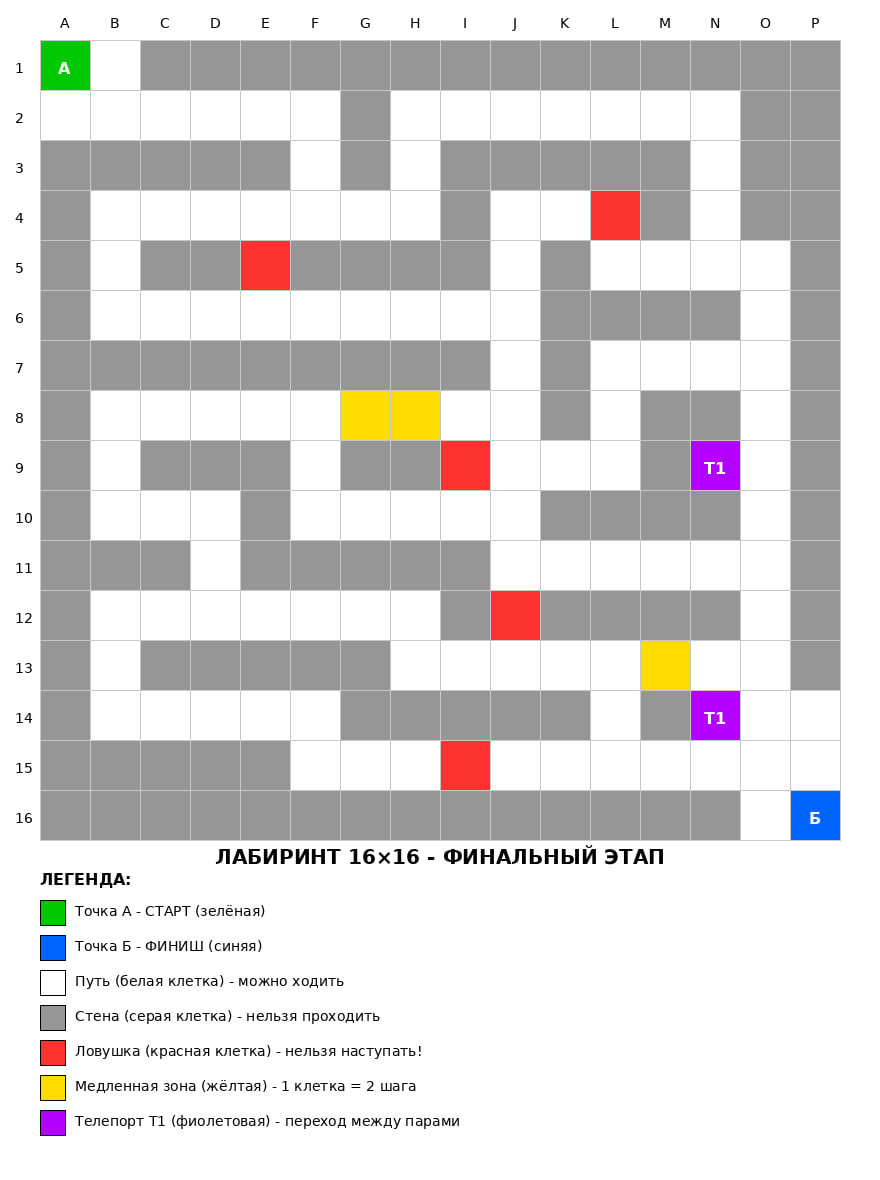 A B C D E F G H I J K L M N O P
1 А
2
3
4
5
6
7
8
9 T1
10
11
12
13
14 T1
15
16 Б
ЛАБИРИНТ 16×16 - ФИНАЛЬНЫЙ ЭТАП
ЛЕГЕНДА:
Точка А - СТАРТ (зелёная)
Точка Б - ФИНИШ (синяя)
Путь (белая клетка) - можно ходить
Стена (серая клетка) - нельзя проходить
Ловушка (красная клетка) - нельзя наступать!
Медленная зона (жёлтая) - 1 клетка = 2 шага
Телепорт Т1 (фиолетовая) - переход между парами